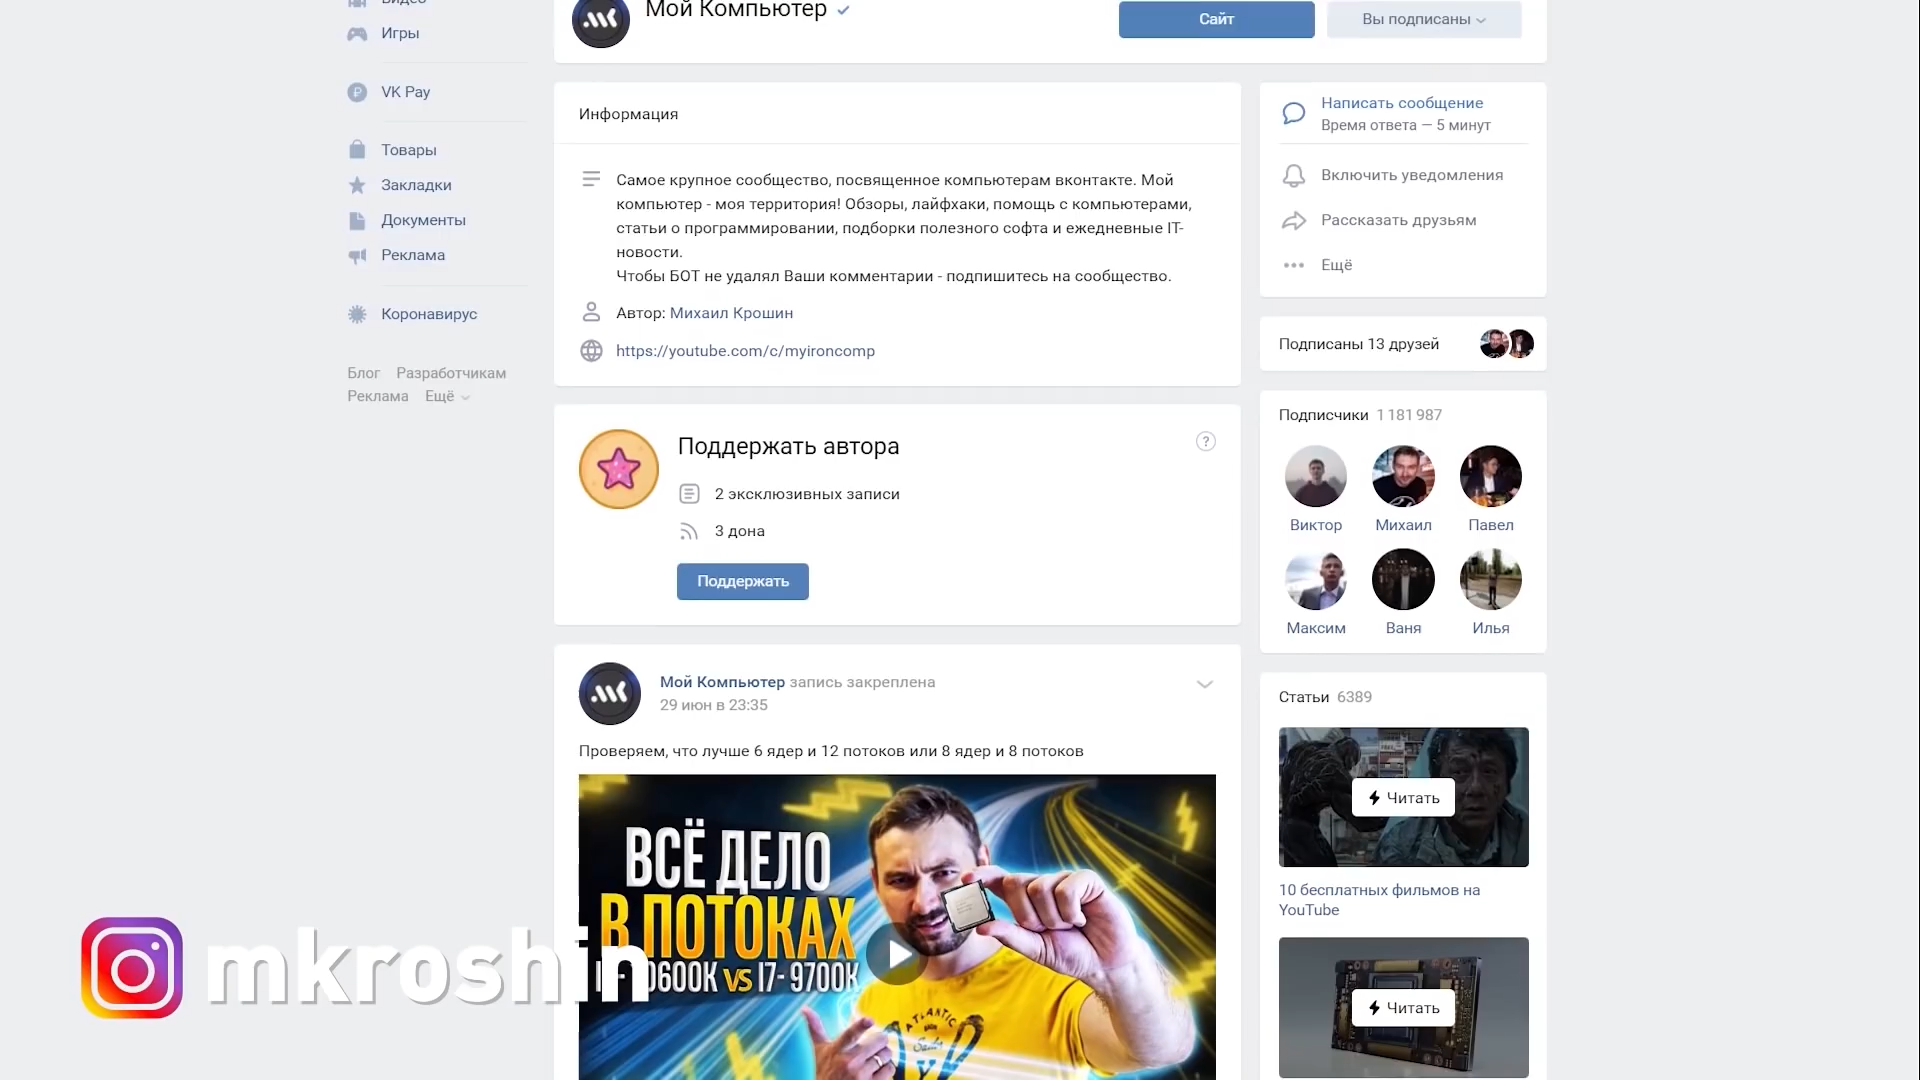 Видео
Игры
VK Pay
Товары
Закладки
Документы
Реклама
Коронавирус
Блог Разработчикам
Реклама Ещё
Мой Компьютер
Сайт
Вы подписаны
Информация
Самое крупное сообщество, посвященное компьютерам вконтакте. Мой
компьютер - моя территория! Обзоры, лайфхаки, помощь с компьютерами,
статьи о программировании, подборки полезного софта и ежедневные IT-
новости.
Чтобы БОТ не удалял Ваши комментарии - подпишитесь на сообщество.
Автор: Михаил Крошин
https://youtube.com/c/myironcomp
Поддержать автора
?
2 эксклюзивных записи
3 дона
Поддержать
Мой Компьютер запись закреплена
29 июн в 23:35
Проверяем, что лучше 6 ядер и 12 потоков или 8 ядер и 8 потоков
ВСЁ ДЕЛО
В ПОТОКАХ
VS I7-9700K
ATLANTIC
mkroshin
Написать сообщение
Время ответа — 5 минут
Включить уведомления
Рассказать друзьям
Ещё
Подписаны 13 друзей
Подписчики 1 181 987
Виктор Михаил Павел
Максим Ваня Илья
Статьи 6389
Читать
10 бесплатных фильмов на
YouTube
Читать